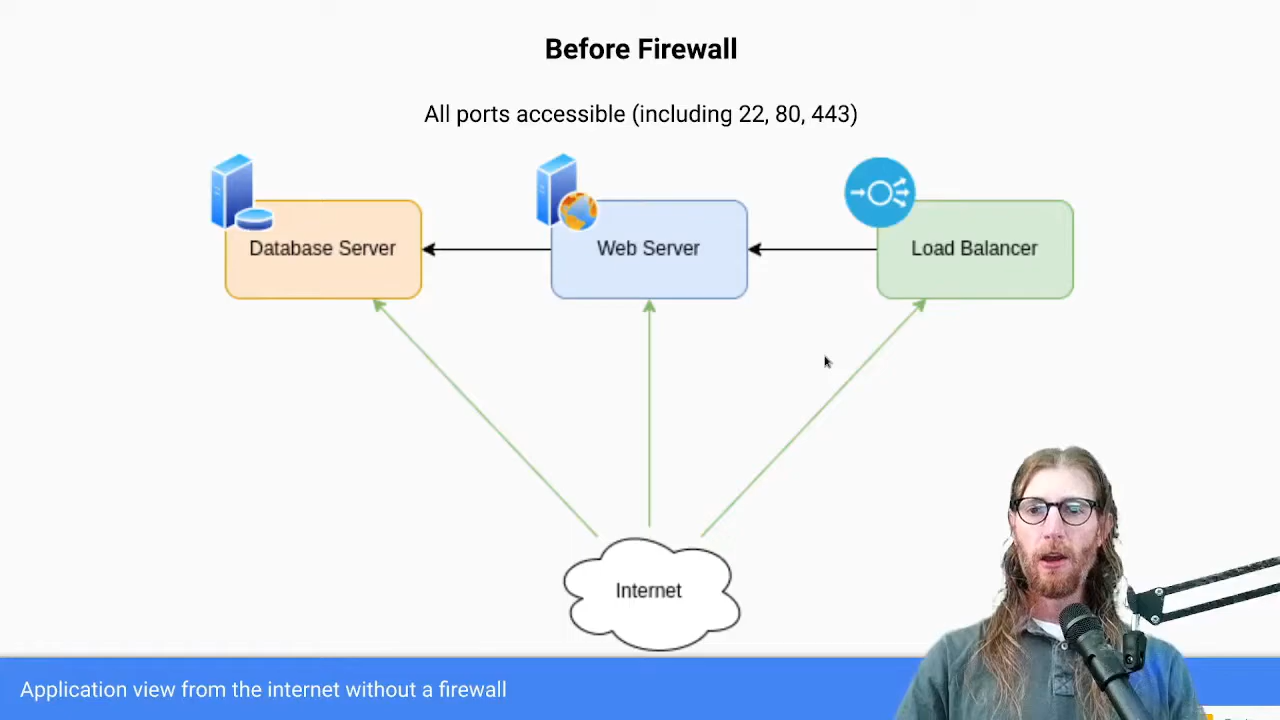 Before Firewall
All ports accessible (including 22, 80, 443)
Database Server
Web Server
Load Balancer
Internet
Application view from the internet without a firewall